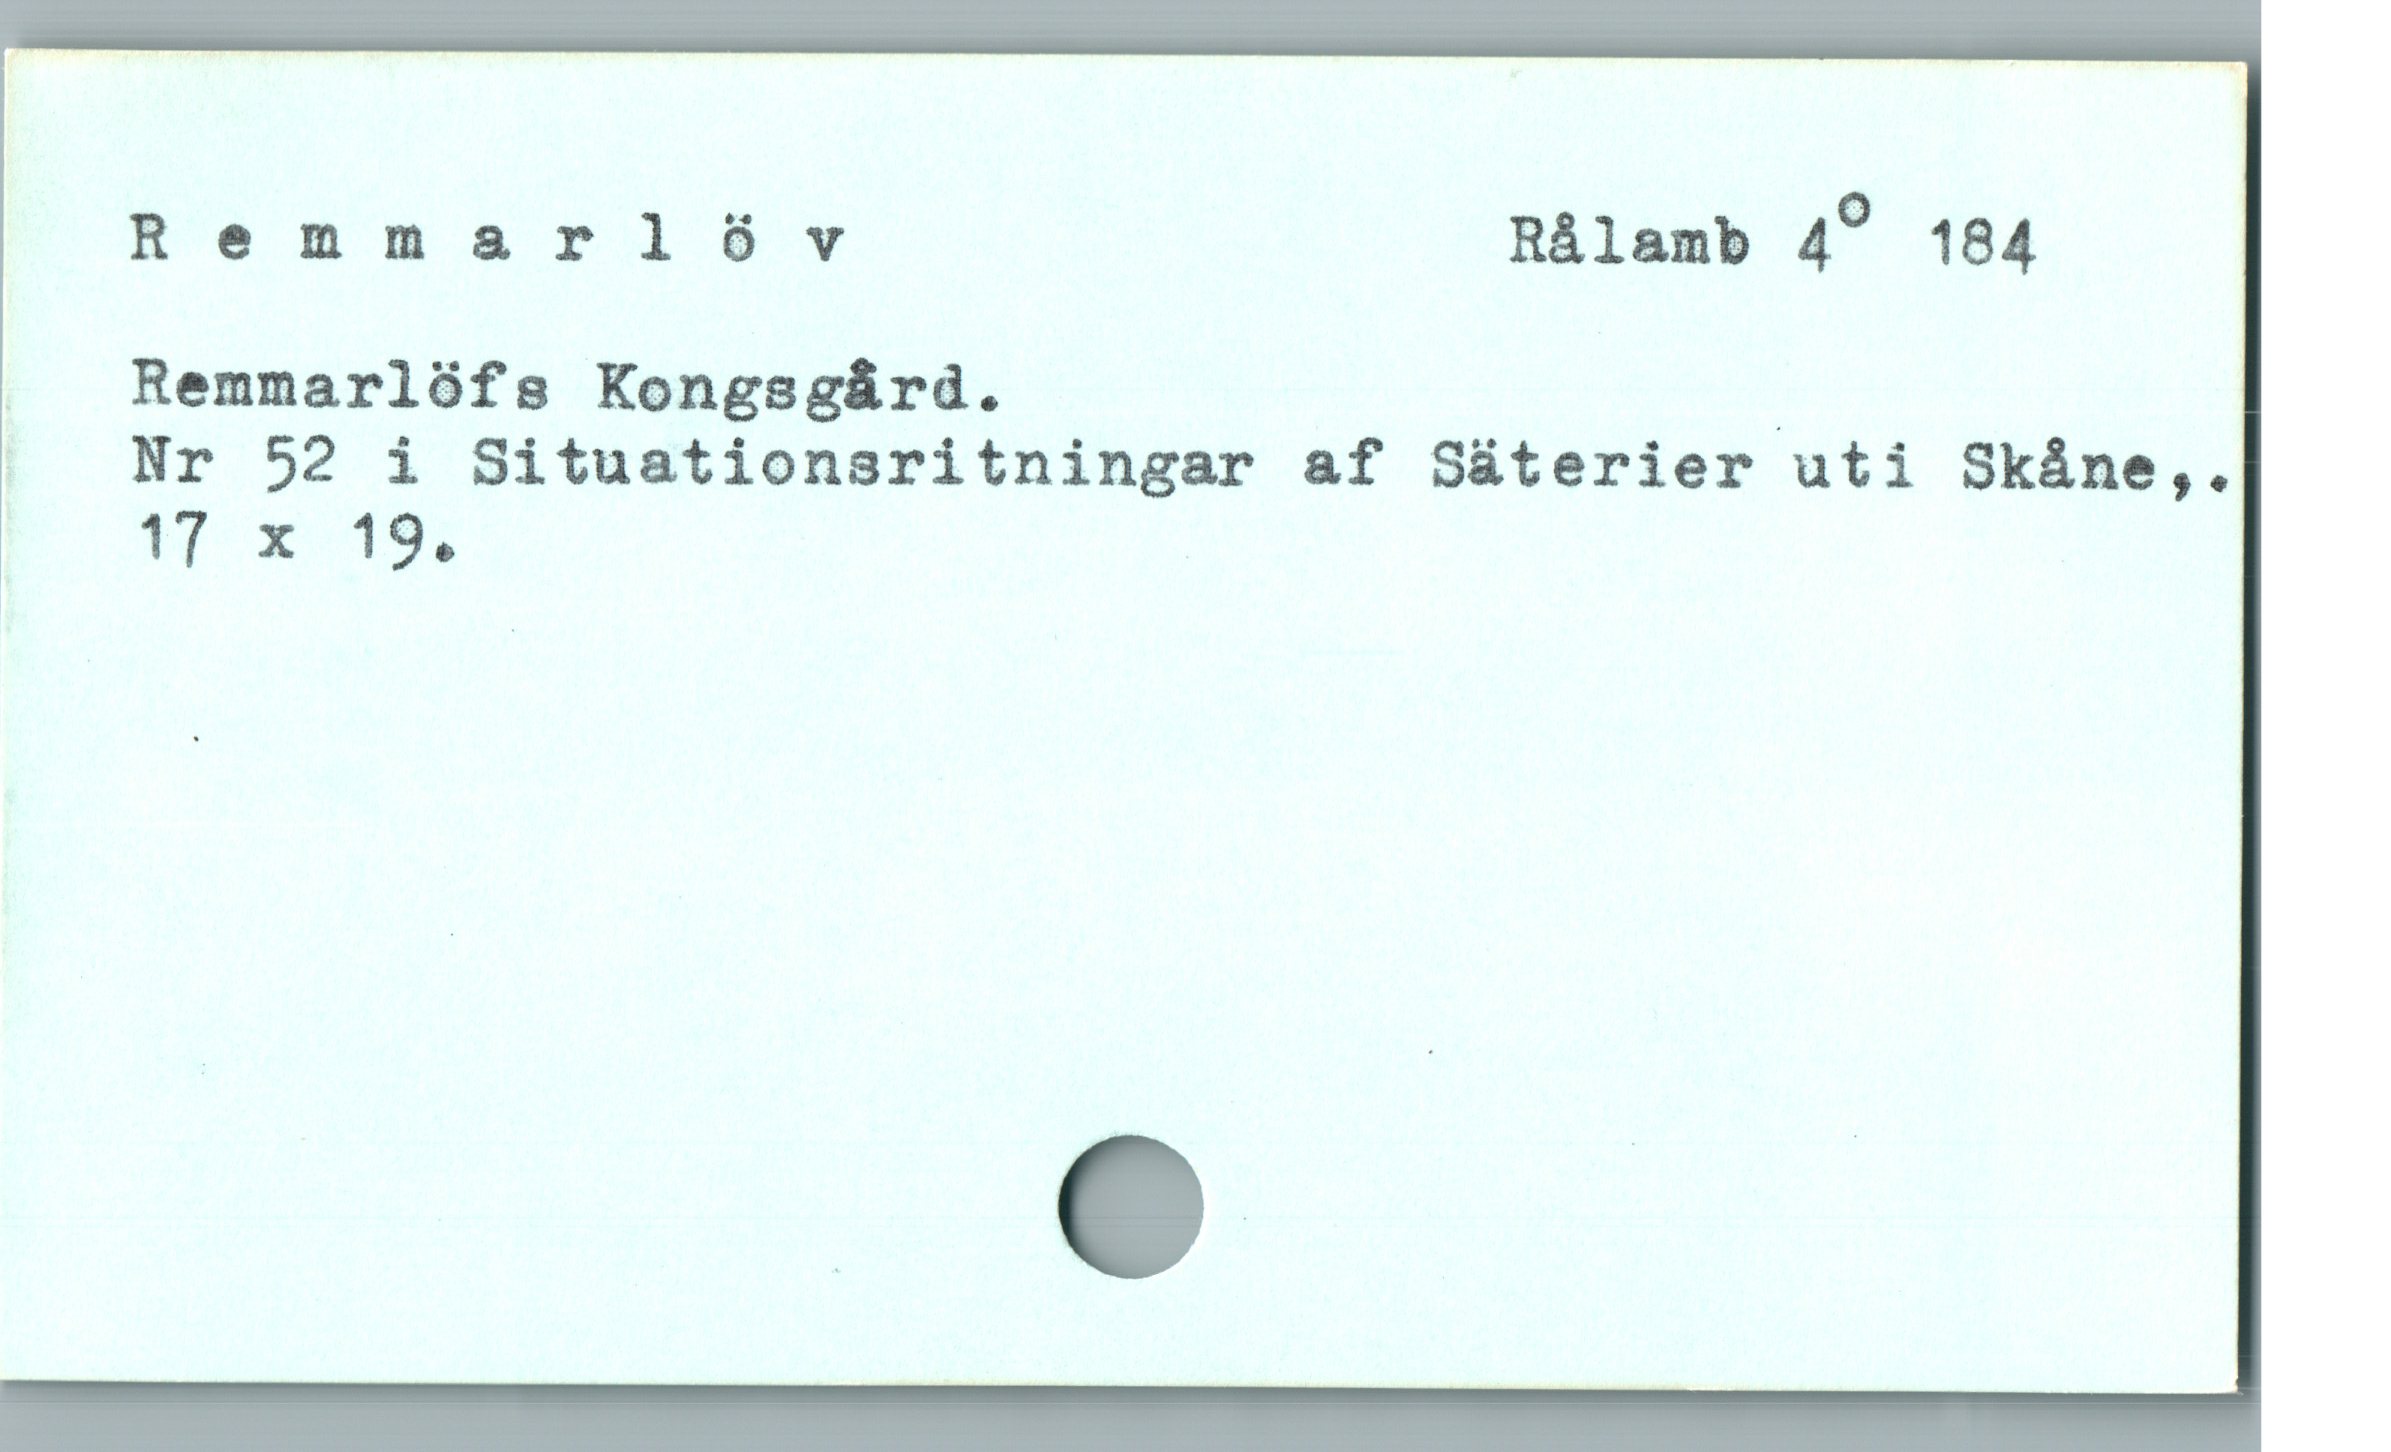 R e m m a r l ö v Rålamb 4° 184
Remmarlöfs Kongsgård.
Nr 52 i Situationsritningar af Säterier uti Skåne,.
17 x 19.